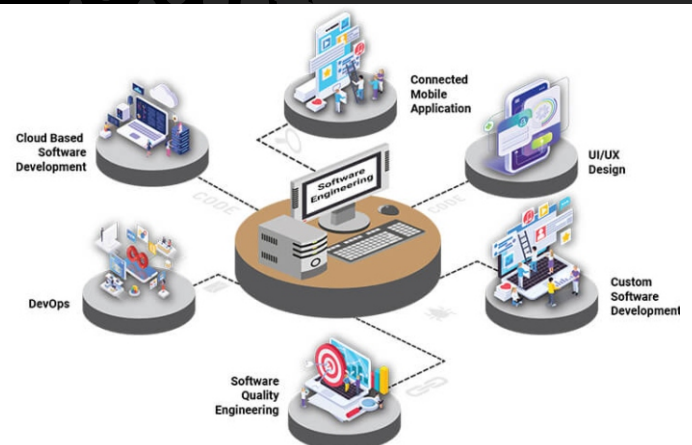 Connected
Mobile
Application
Cloud Based
Software
Development
UI/UX
Design
Software
Engineering
CODE
CODE
DevOps
Custom
Software
Development
Software
Quality
Engineering